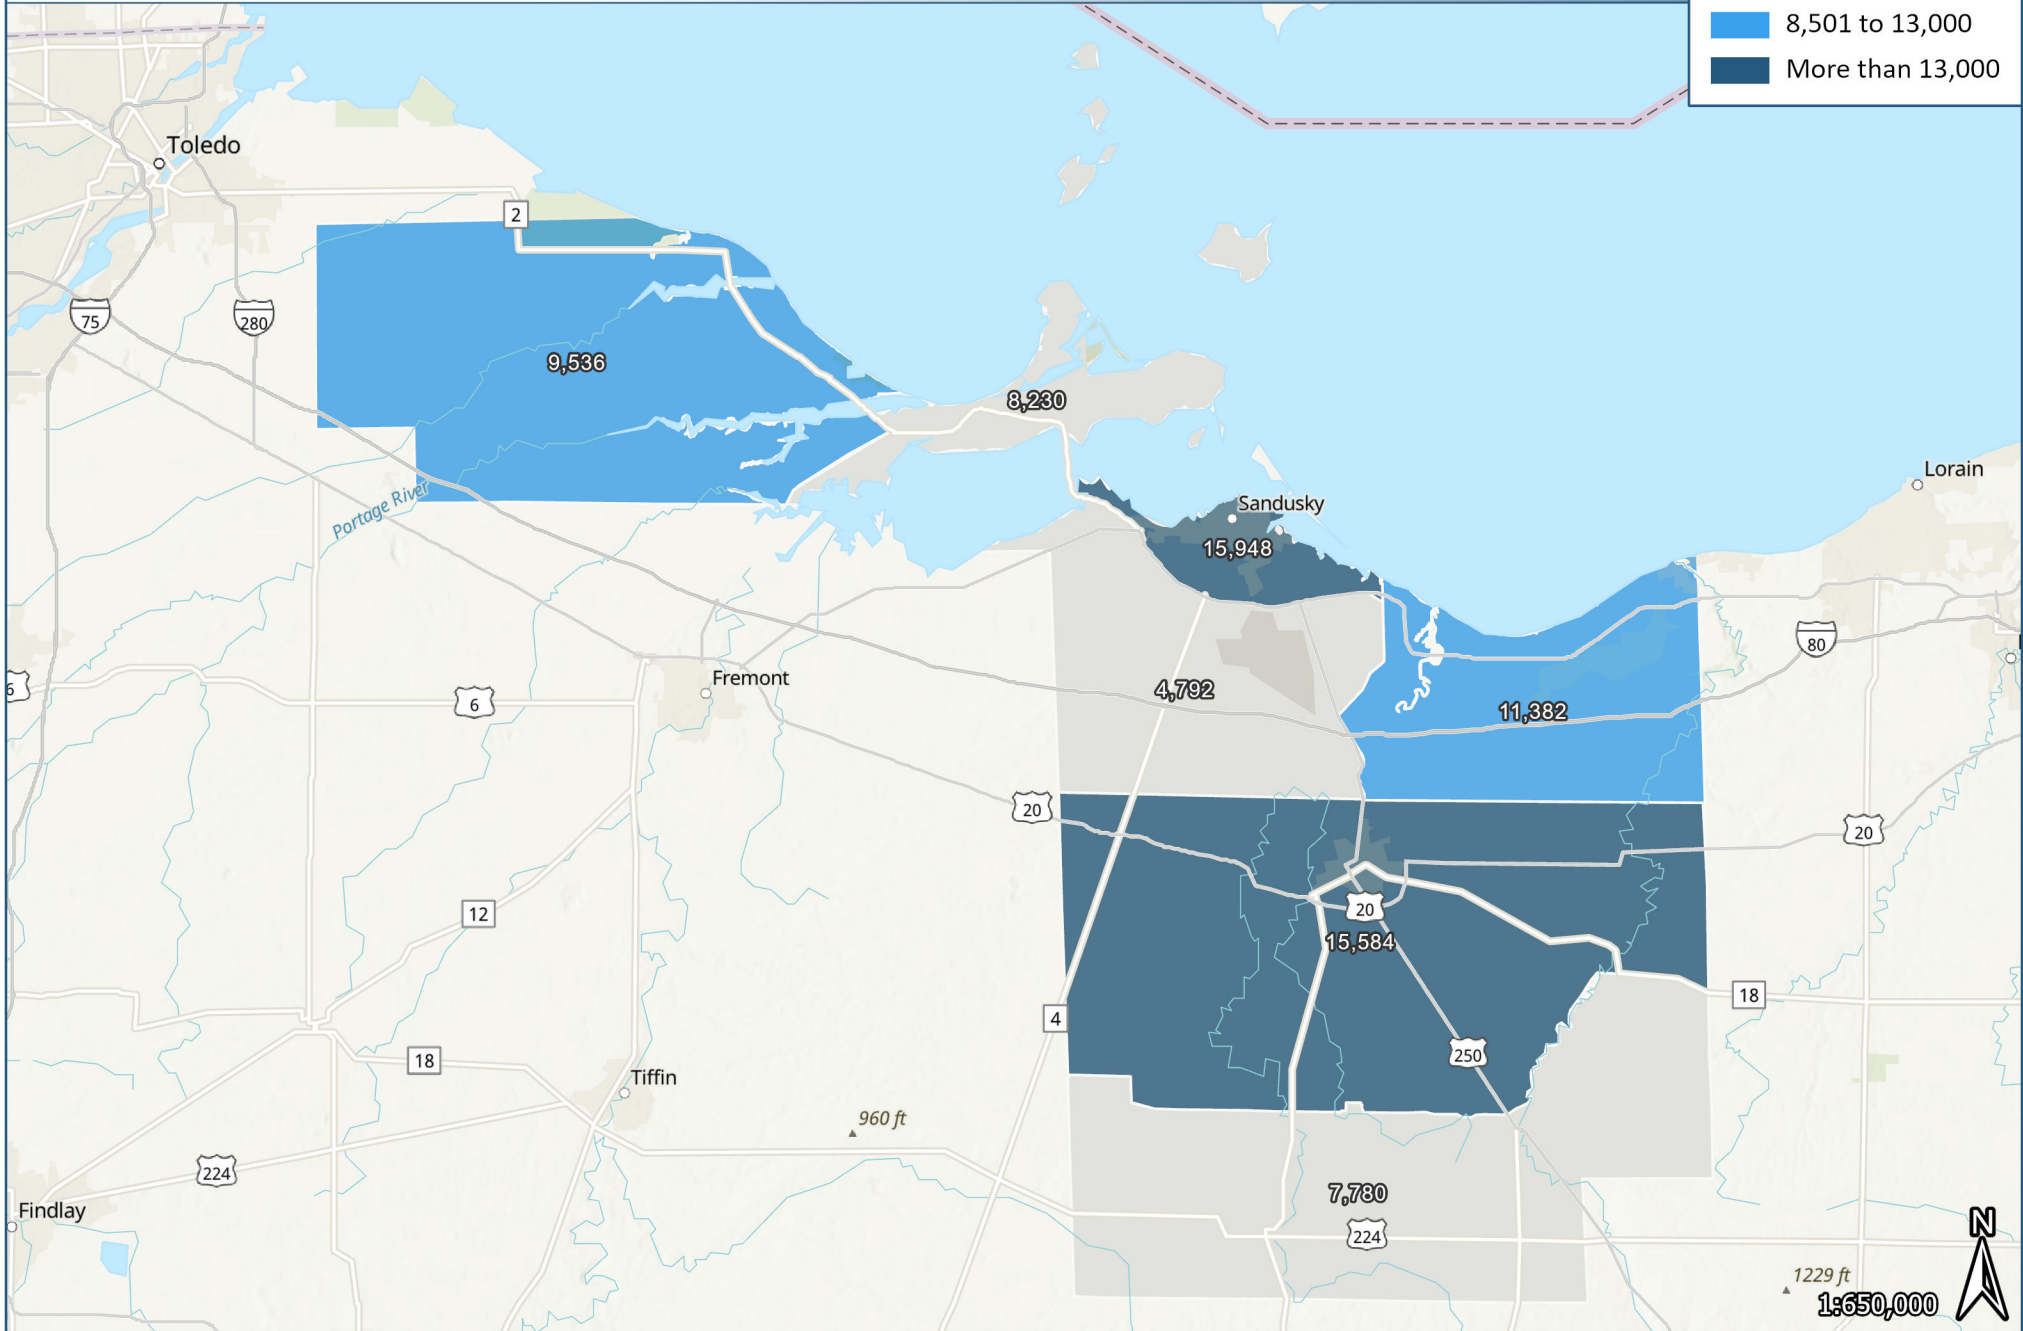 8,501 to 13,000
More than 13,000
Toledo
2
75
280
9,536
8,230
Lorain
Sandusky
Portage River
15,948
80
Fremont
6
6
4,792
11,382
20
20
12
20
15,584
18
4
250
18
Tiffin
960 ft
224
7,780
Findlay
N
224
1229 ft
1:650,000